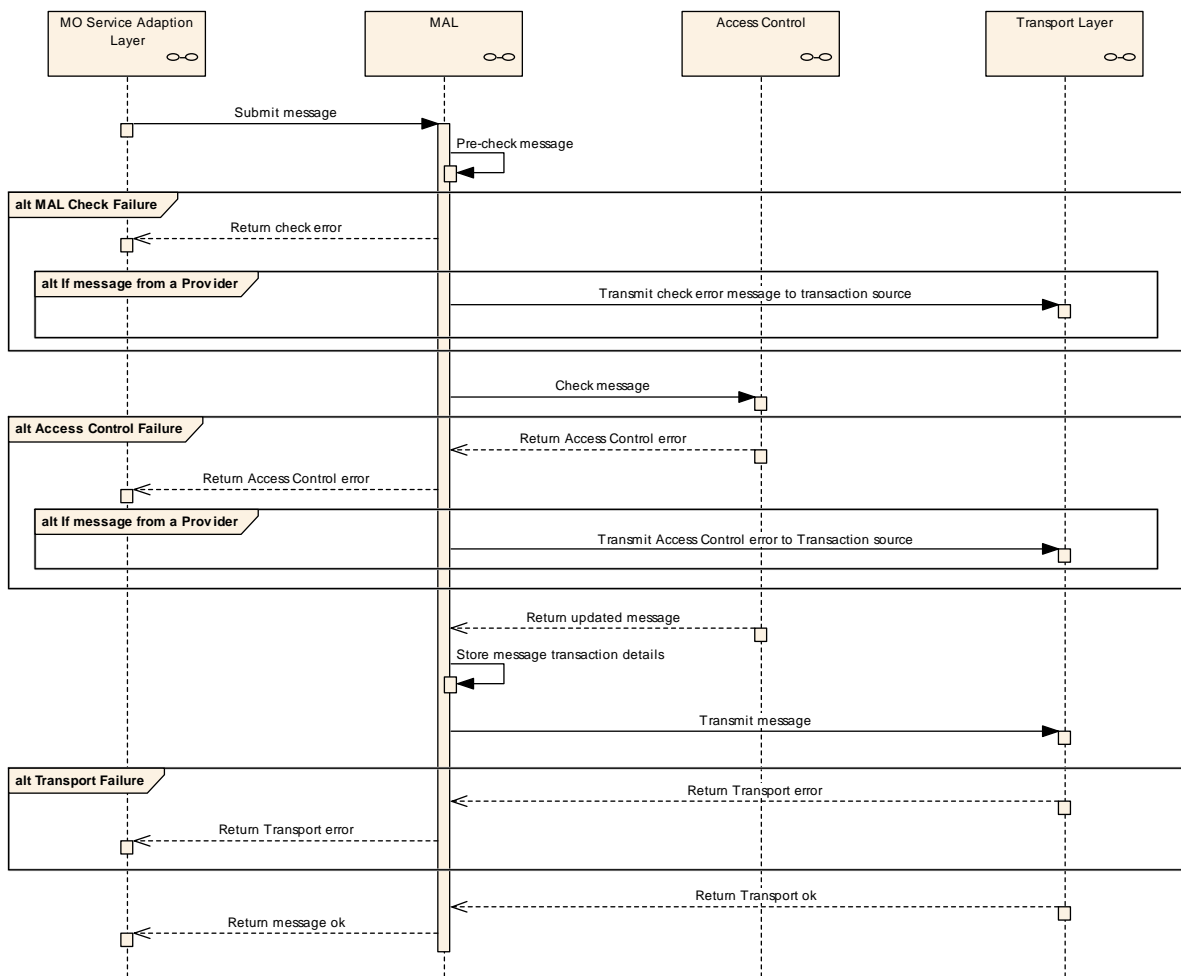 MO Service Adaption
Layer
MAL
Access Control
Transport Layer
Submit message
Pre-check message
alt MAL Check Failure
Return check error
alt If message from a Provider
Transmit check error message to transaction source
Check message
alt Access Control Failure
Return Access Control error
Return Access Control error
alt If message from a Provider
Transmit Access Control error to Transaction source
Return updated message
Store message transaction details
Transmit message
alt Transport Failure
Return Transport error
Return Transport error
Return Transport ok
Return message ok